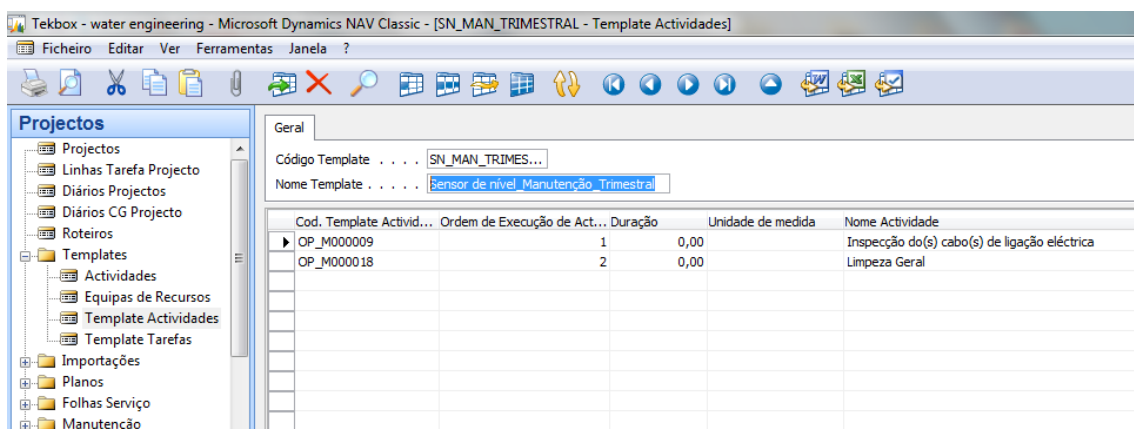 Tekbox - water engineering - Microsoft Dynamics NAV Classic - [SN_MAN_TRIMESTRAL - Template Actividades]
Ficheiro Editar Ver Ferramentas Janela ?
Projectos
Projectos
Linhas Tarefa Projecto
Diários Projectos
Diários CG Projecto
Roteiros
Templates
Actividades
Equipas de Recursos
Template Actividades
Template Tarefas
Importações
Planos
Folhas Serviço
Manutenção
Geral
Código Template . . . . SN_MAN_TRIMES...
Nome Template . . . . . Sensor de nível_Manutenção_Trimestral
Cod. Template Activid... Ordem de Execução de Act... Duração Unidade de medida Nome Actividade
OP_M000009 1 0,00 Inspecção do(s) cabo(s) de ligação eléctrica
OP_M000018 2 0,00 Limpeza Geral